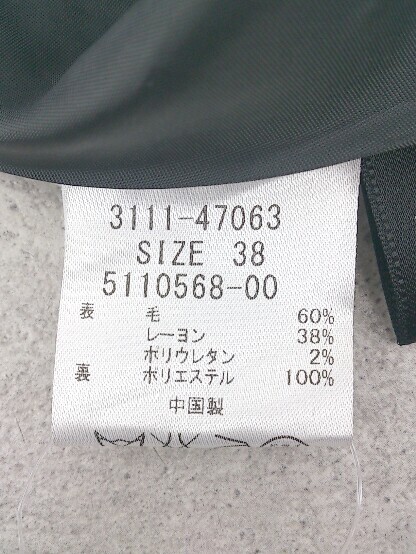 3111-47063
SIZE 38
5110568-00
表 毛 60%
レーヨン 38%
ポリウレタン 2%
裏 ポリエステル 100%
中国製